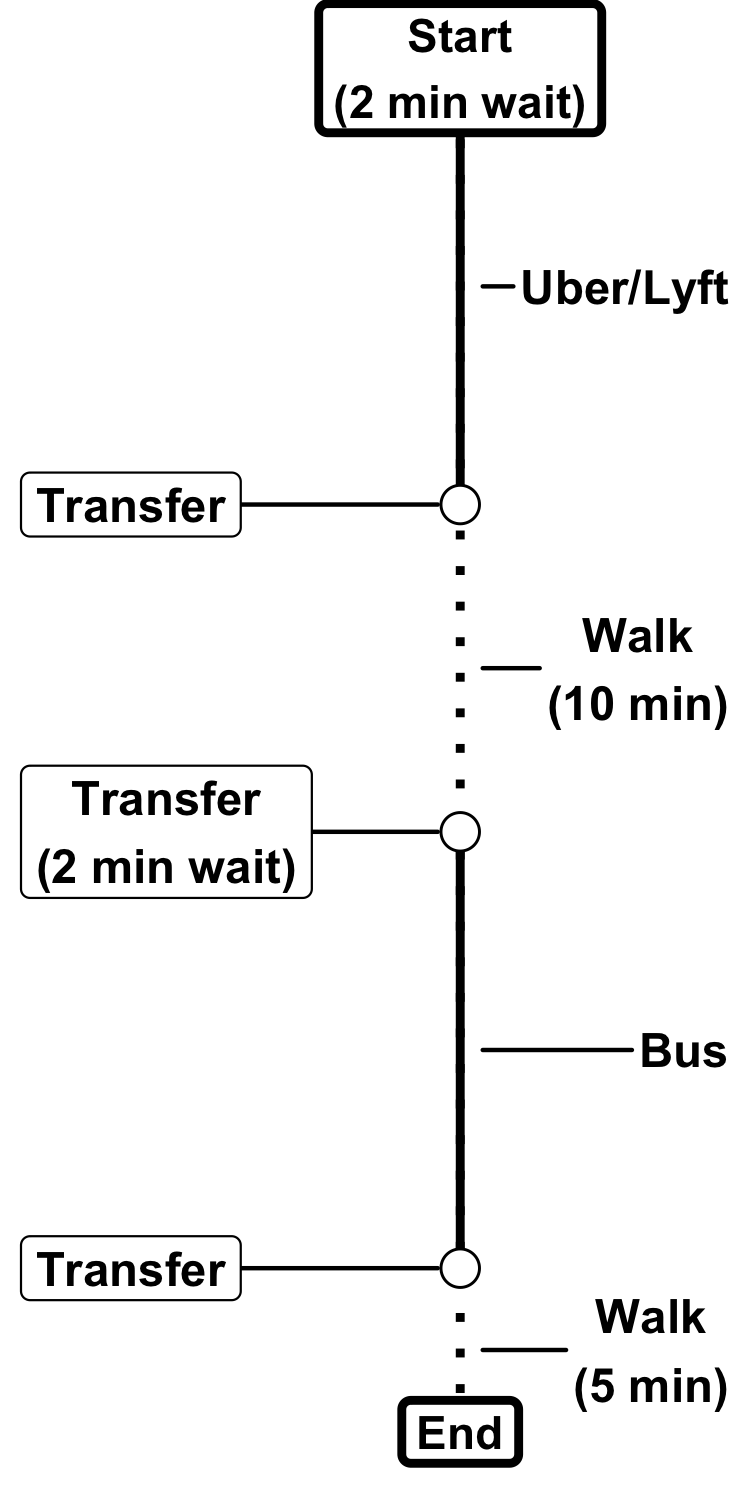 Start
(2 min wait)
Uber/Lyft
Transfer
Walk
(10 min)
Transfer
(2 min wait)
Bus
Transfer
Walk
(5 min)
End